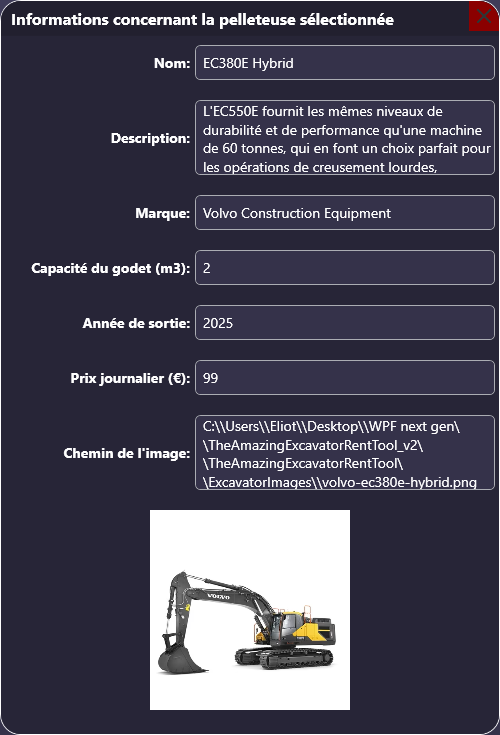 Informations concernant la pelleteuse sélectionnée
Nom: EC380E Hybrid
Description: L'EC550E fournit les mêmes niveaux de
durabilité et de performance qu'une machine
de 60 tonnes, qui en font un choix parfait pour
les opérations de creusement lourdes,
Marque: Volvo Construction Equipment
Capacité du godet (m3): 2
Année de sortie: 2025
Prix journalier (€): 99
Chemin de l'image: C:\\Users\\Eliot\\Desktop\\WPF next gen\
\TheAmazingExcavatorRentTool_v2\
\TheAmazingExcavatorRentTool\
\ExcavatorImages\\volvo-ec380e-hybrid.png
VOLVO